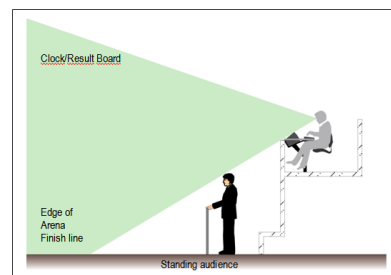 Clock/Result Board
Edge of
Arena
Finish line
Standing audience